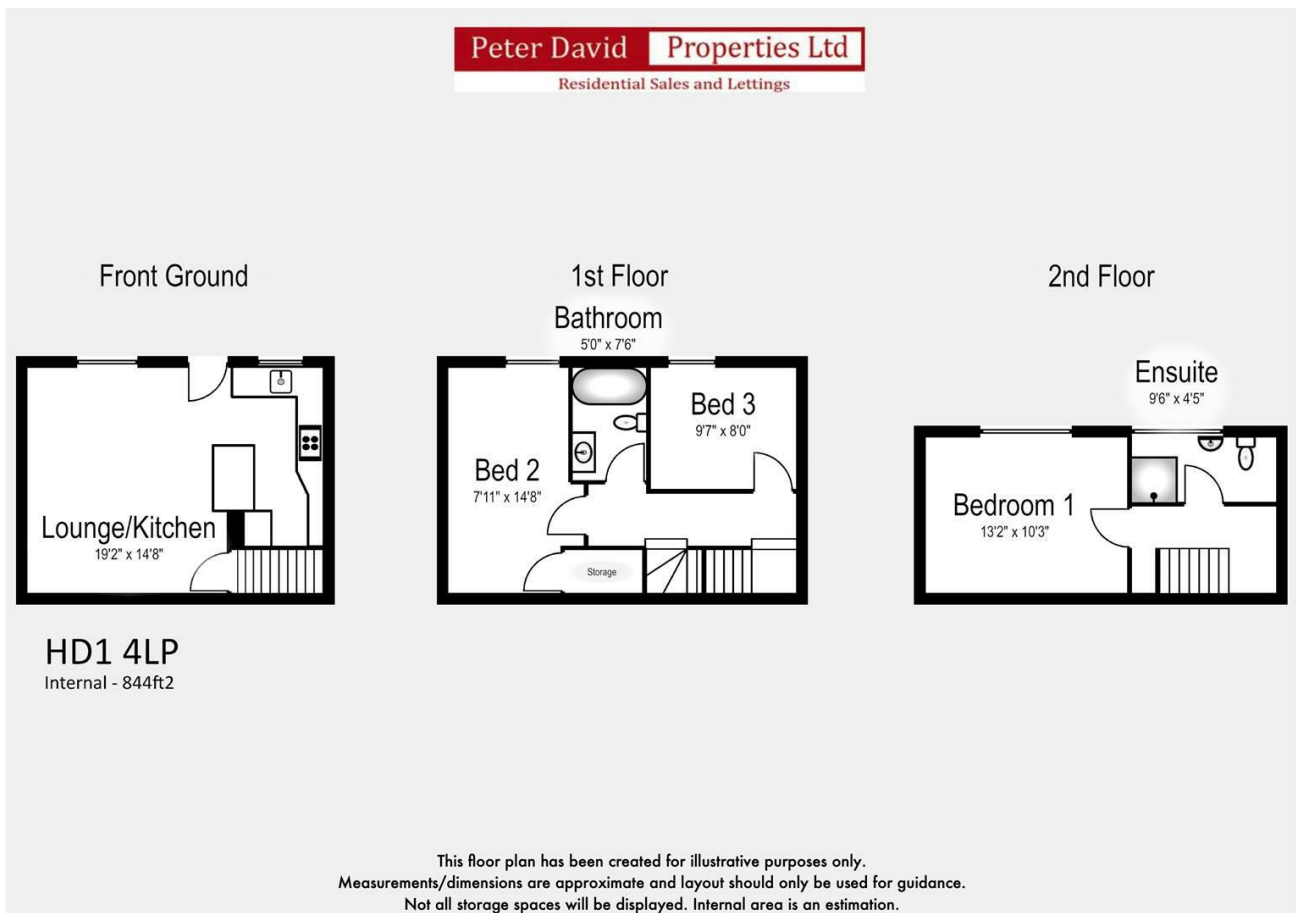 Peter David Properties Ltd
Residential Sales and Lettings
Front Ground
1st Floor
2nd Floor
Bathroom
5'0" x 7'6"
Ensuite
9'6" x 4'5"
Bed 3
9'7" x 8'0"
Bed 2
7'11" x 14'8"
Bedroom 1
13'2" x 10'3"
Lounge/Kitchen
19'2" x 14'8"
Storage
HD1 4LP
Internal - 844ft2
This floor plan has been created for illustrative purposes only.
Measurements/dimensions are approximate and layout should only be used for guidance.
Not all storage spaces will be displayed. Internal area is an estimation.